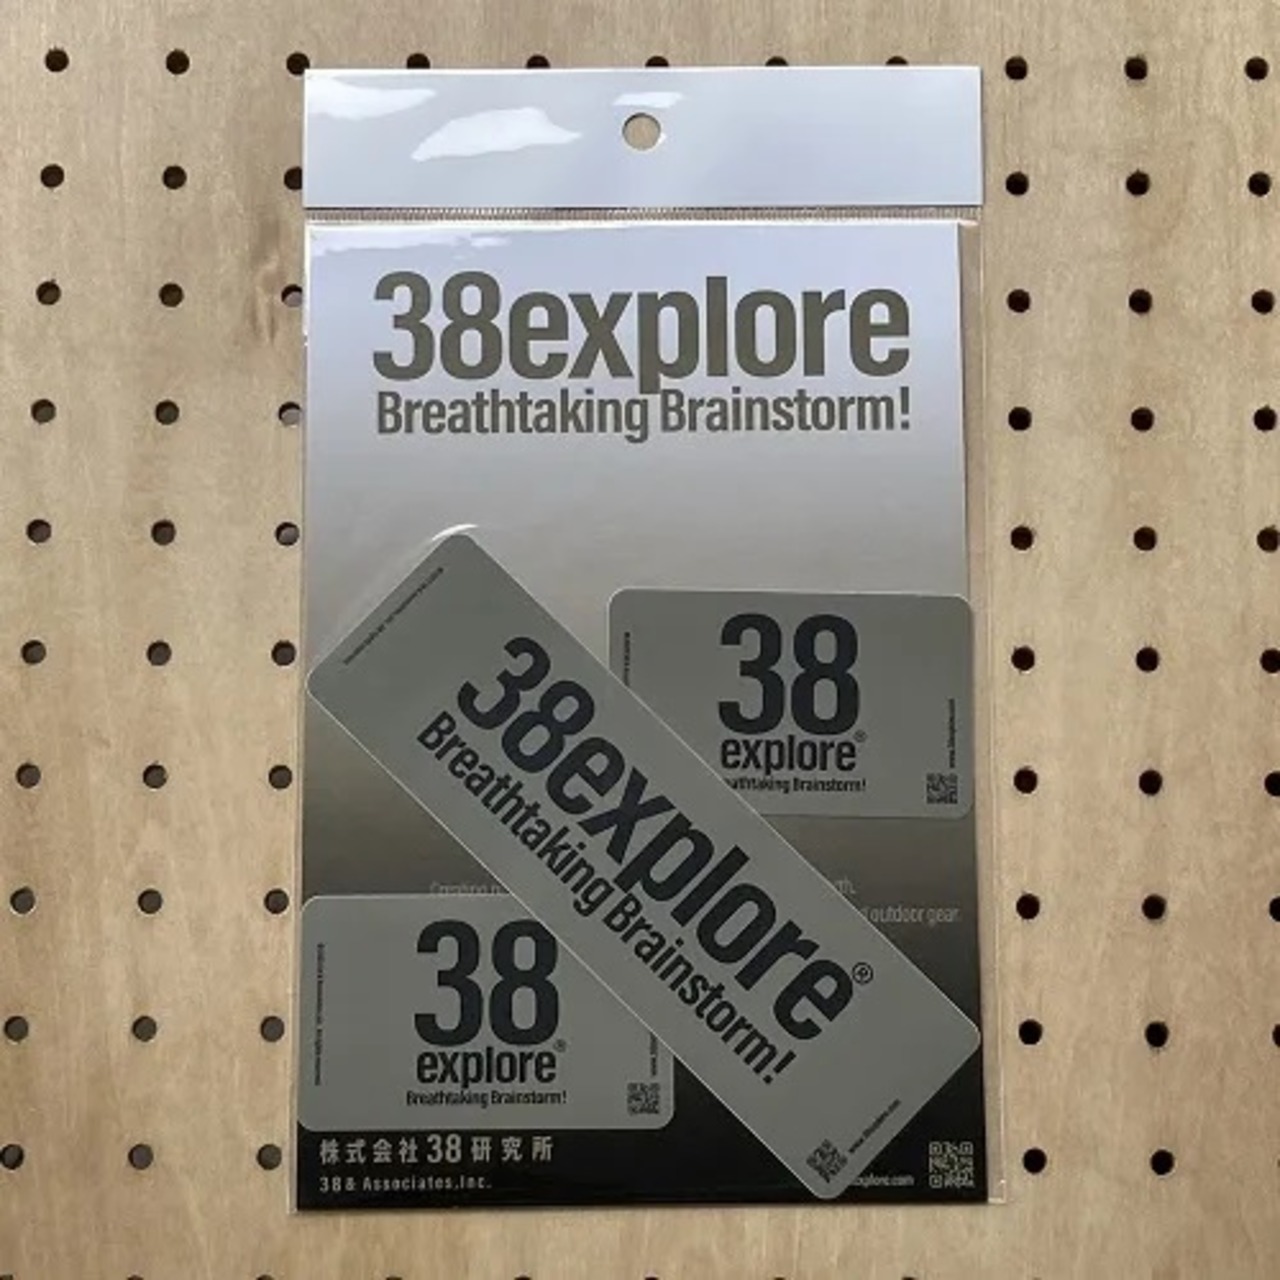 38explore
Breathtaking Brainstorm!
38
explore®
Brainstorm!
38explore®
Breathtaking Brainstorm!
outdoor gear.
38
explore®
Breathtaking Brainstorm!
株式会社38研究所
38 & Associates,Inc.